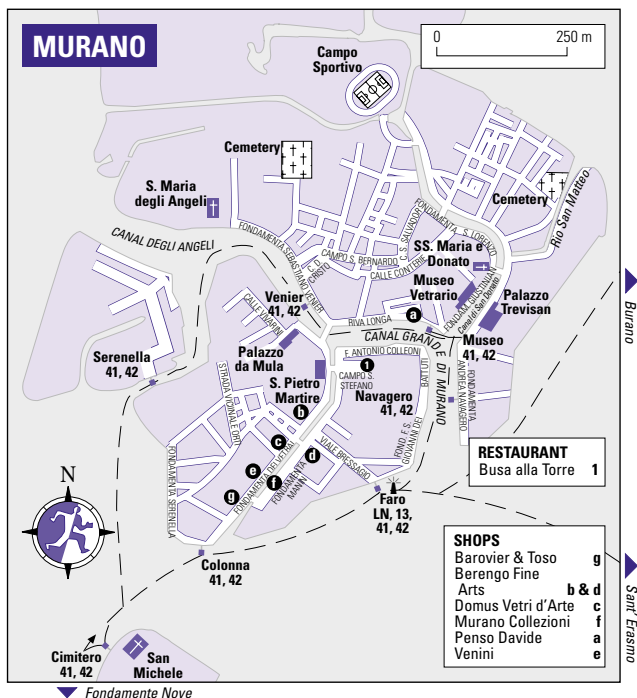 MURANO
0 250 m
Campo
Sportivo
Cemetery
Cemetery
S. Maria
degli Angeli
Rio San Matteo
CANAL DEGLI ANGELI
FONDAMENTA SEBASTIANO VENIER
C. D.
CRISTO
CAMPO S. BERNARDO
C. S. SALVADOR
CALLE CONTERIE
FONDAMENTA S. LORENZO
SS. Maria e
Donato
Museo
Vetrario
FONDAM. GIUSTINIAN
Canal di San Donato
Palazzo
Trevisan
Burano
Venier
41, 42
CALLE VIVARINI
RIVA LONGA
a
CANAL GRANDE DI MURANO
Museo
41, 42
Serenella
41, 42
Palazzo
da Mula
F. ANTONIO COLLEONI
1
CAMPO S.
STEFANO
S. Pietro
Martire
STRADA VICINALE ORTI
Navagero
41, 42
FOND. E S.
GIOVANNI DEI
BATTUTI
FONDAMENTA
ANDREA NAVAGERO
b
c
d
e
f
g
FONDAMENTA DEI VETRAI
FONDAMENTA
MANIN
VIALE BRESSAGIO
FONDAMENTA SERENELLA
N
Faro
LN, 13,
41, 42
Colonna
41, 42
RESTAURANT
Busa alla Torre 1
SHOPS
Barovier & Toso g
Berengo Fine
Arts b & d
Domus Vetri d'Arte c
Murano Collezioni f
Penso Davide a
Venini e
Sant' Erasmo
Cimitero
41, 42
San
Michele
Fondamente Nove